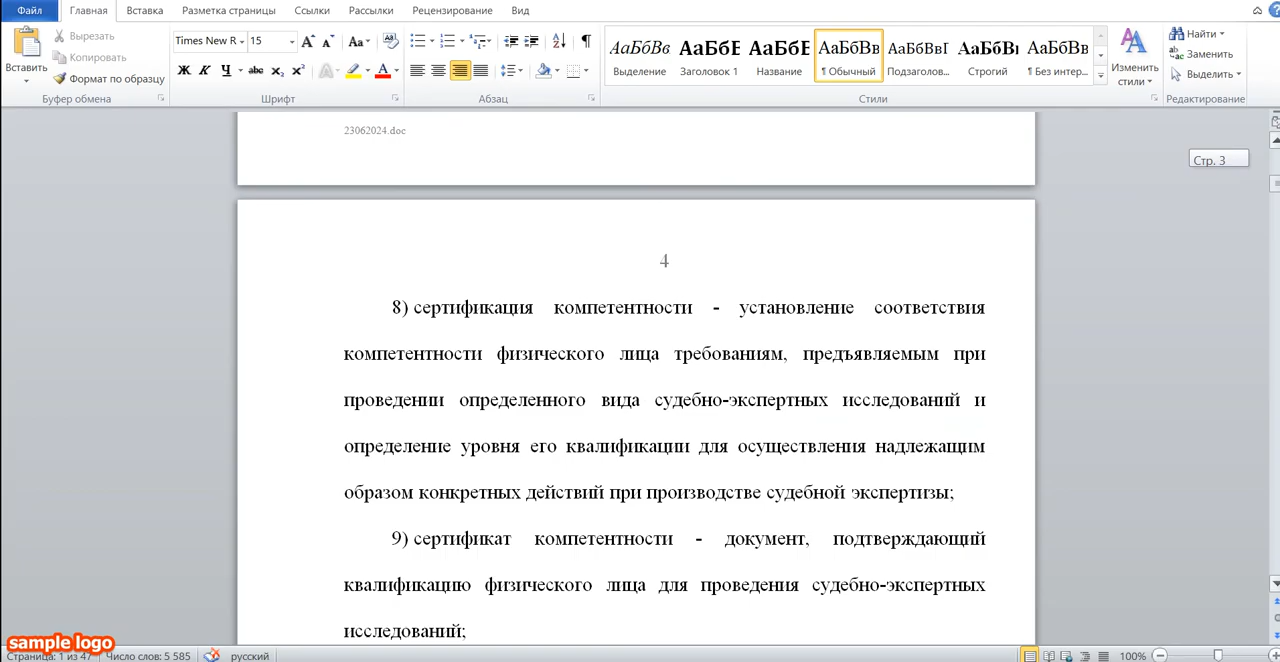 Файл Главная Вставка Разметка страницы Ссылки Рассылки Рецензирование Вид
Вставить
Вырезать
Копировать
Формат по образцу
Буфер обмена
Times New R 15
Шрифт
Абзац
АаБбВв АаБбЕ АаБбЕ АаБбВв АаБбВвІ АаБбВı АаБбВв
Выделение Заголовок 1 Название ¶ Обычный Подзаголов... Строгий ¶ Без интер...
Стили
Изменить
стили
Найти
Заменить
Выделить
Редактирование
23062024.doc
Стр. 3
4
8) сертификация компетентности - установление соответствия
компетентности физического лица требованиям, предъявляемым при
проведении определенного вида судебно-экспертных исследований и
определение уровня его квалификации для осуществления надлежащим
образом конкретных действий при производстве судебной экспертизы;
9) сертификат компетентности - документ, подтверждающий
квалификацию физического лица для проведения судебно-экспертных
исследований;
sample logo
Страница: 1 из 47 Число слов: 5 585 русский 100%